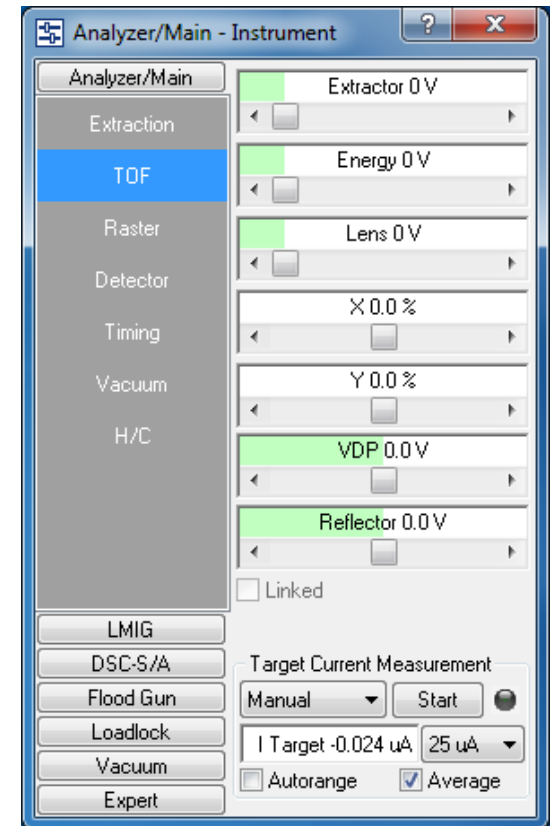 Analyzer/Main - Instrument
?
X
Analyzer/Main
Extraction
TOF
Raster
Detector
Timing
Vacuum
H/C
LMIG
DSC-S/A
Flood Gun
Loadlock
Vacuum
Expert
Extractor 0 V
Energy 0 V
Lens 0 V
X 0.0 %
Y 0.0 %
VDP 0.0 V
Reflector 0.0 V
Linked
Target Current Measurement
Manual Start
I Target -0.024 uA 25 uA
Autorange Average